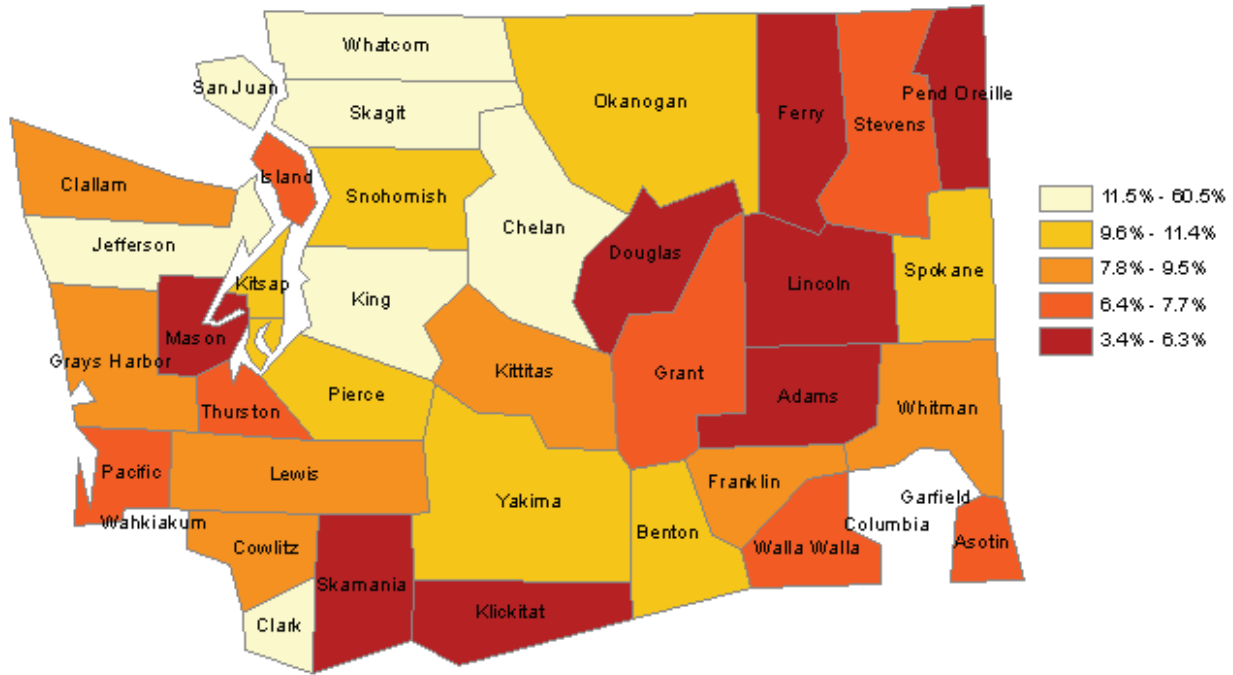 Whatcom
San Juan
Skagit
Okanogan
Ferry
Stevens
Pend Oreille
Island
Clallam
Snohomish
Chelan
Jefferson
Douglas
Kitsap
King
Lincoln
Spokane
Mason
Grays Harbor
Kittitas
Grant
Adams
Pierce
Whitman
Thurston
Pacific
Lewis
Yakima
Franklin
Garfield
Wahkiakum
Columbia
Benton
Cowlitz
Walla Walla
Asotin
Skamania
Klickitat
Clark
11.5% - 60.5%
9.6% - 11.4%
7.8% - 9.5%
6.4% - 7.7%
3.4% - 6.3%